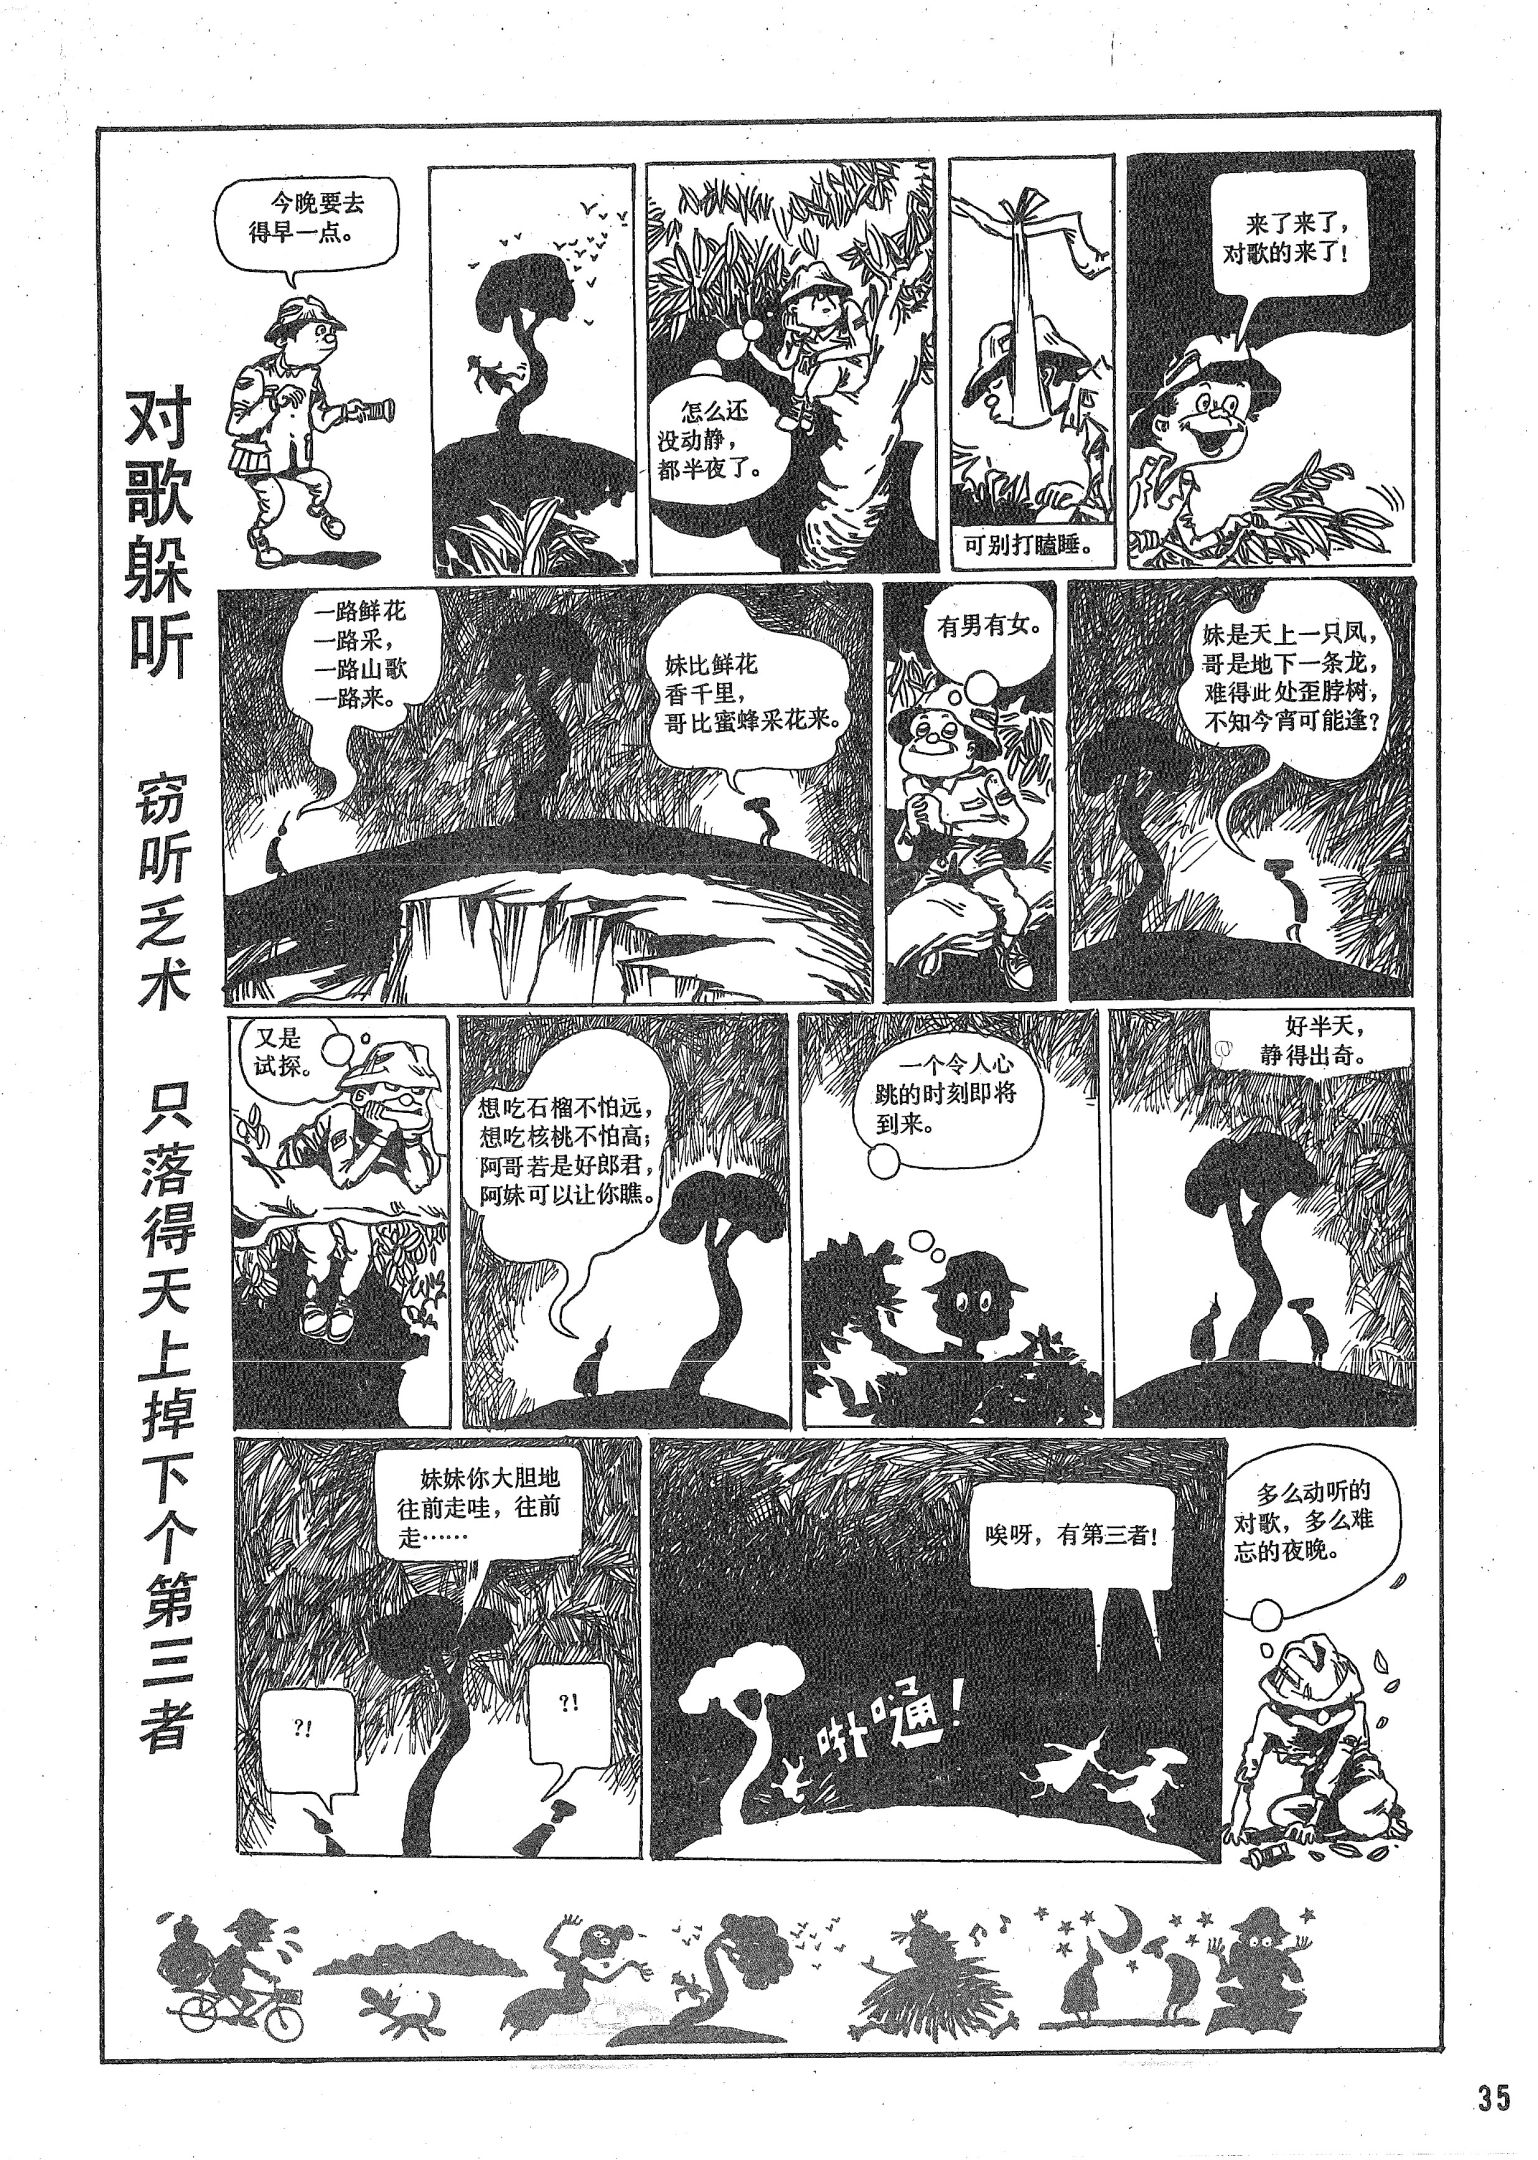 对歌躲听
窃听乏术
只落得天上掉下个第三者
今晚要去
得早一点。
怎么还
没动静，
都半夜了。
可别打瞌睡。
来了来了，
对歌的来了！
一路鲜花
一路采，
一路山歌
一路来。
妹比鲜花
香千里，
哥比蜜蜂采花来。
有男有女。
妹是天上一只凤，
哥是地下一条龙，
难得此处歪脖树，
不知今宵可能逢？
又是
试探。
想吃石榴不怕远，
想吃核桃不怕高；
阿哥若是好郎君，
阿妹可以让你瞧。
一个令人心
跳的时刻即将
到来。
好半天，
静得出奇。
妹妹你大胆地
往前走哇，往前
走……
?!
?!
唉呀，有第三者！
卟嗵！
多么动听的
对歌，多么难
忘的夜晚。
35